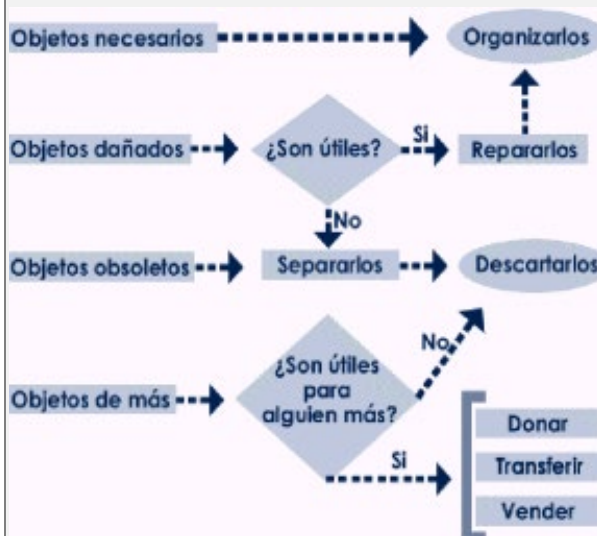 Objetos necesarios
Organizarlos
Objetos dañados
¿Son útiles?
Si
Repararlos
No
Objetos obsoletos
Separarlos
Descartarlos
Objetos de más
¿Son útiles
para
alguien más?
No
Si
Donar
Transferir
Vender